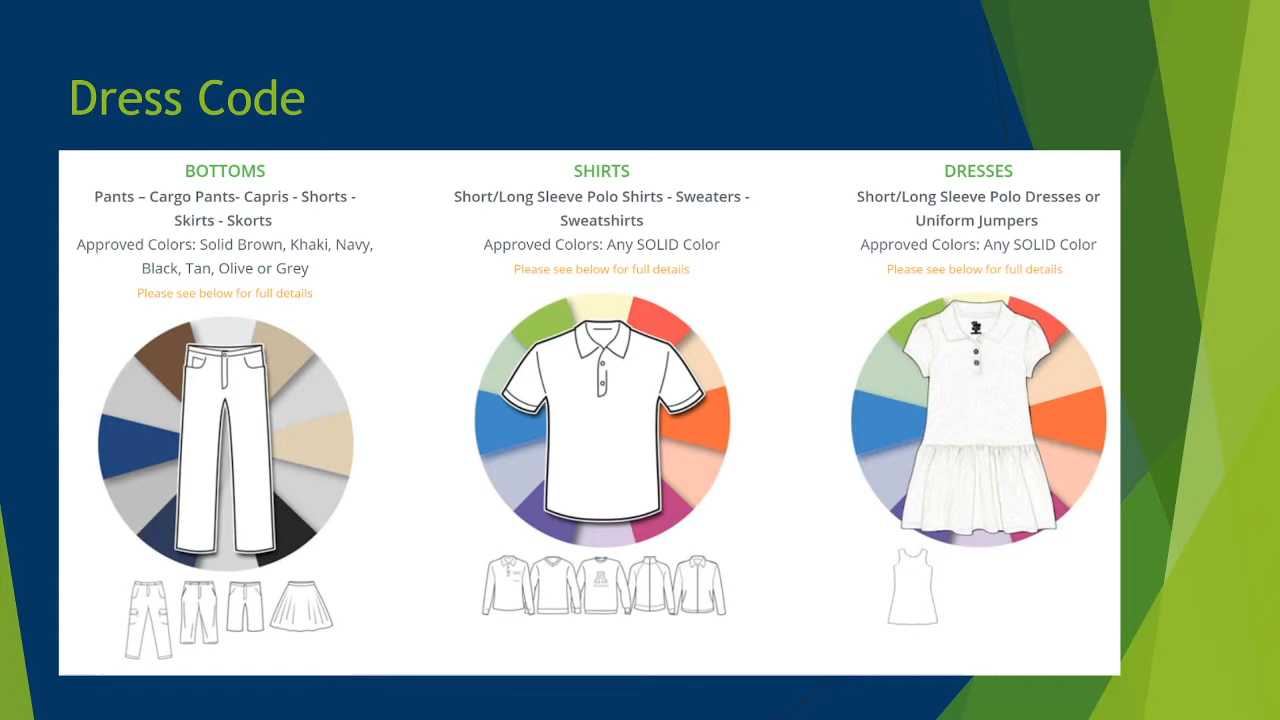 Dress Code
BOTTOMS
Pants – Cargo Pants- Capris - Shorts -
Skirts - Skorts
Approved Colors: Solid Brown, Khaki, Navy,
Black, Tan, Olive or Grey
Please see below for full details
SHIRTS
Short/Long Sleeve Polo Shirts - Sweaters -
Sweatshirts
Approved Colors: Any SOLID Color
Please see below for full details
DRESSES
Short/Long Sleeve Polo Dresses or
Uniform Jumpers
Approved Colors: Any SOLID Color
Please see below for full details